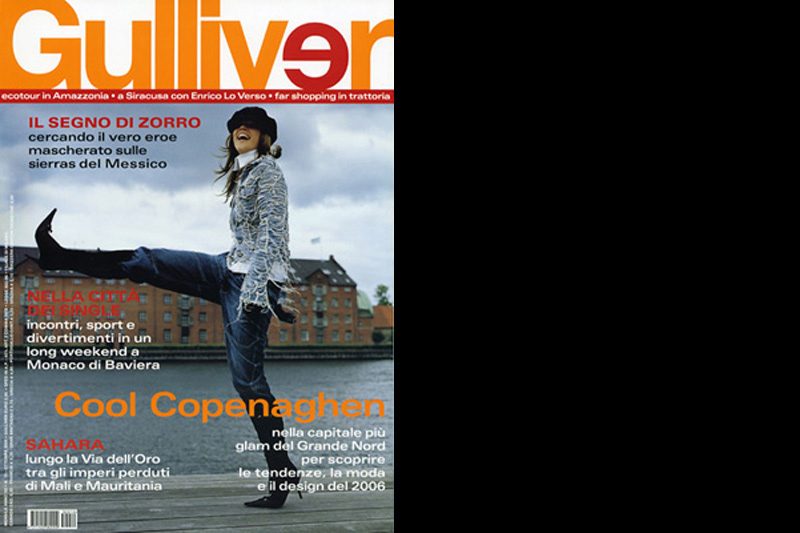 Gulliver
ecotour in Amazzonia • a Siracusa con Enrico Lo Verso • far shopping in trattoria
IL SEGNO DI ZORRO
cercando il vero eroe
mascherato sulle
sierras del Messico
NELLA CITTÀ
DEI SINGLE
incontri, sport e
divertimenti in un
long weekend a
Monaco di Baviera
Cool Copenaghen
nella capitale più
glam del Grande Nord
per scoprire
le tendenze, la moda
e il design del 2006
SAHARA
lungo la Via dell'Oro
tra gli imperi perduti
di Mali e Mauritania